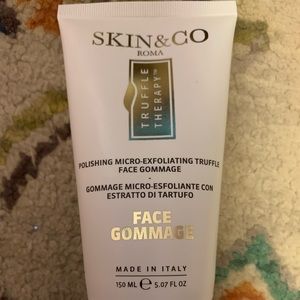 SKIN&CO
ROMA
TRUFFLE
THERAPY™
POLISHING MICRO-EXFOLIATING TRUFFLE
FACE GOMMAGE
GOMMAGE MICRO-ESFOLIANTE CON
ESTRATTO DI TARTUFO
FACE
GOMMAGE
MADE IN ITALY
150 ML ℮ 5.07 FL OZ